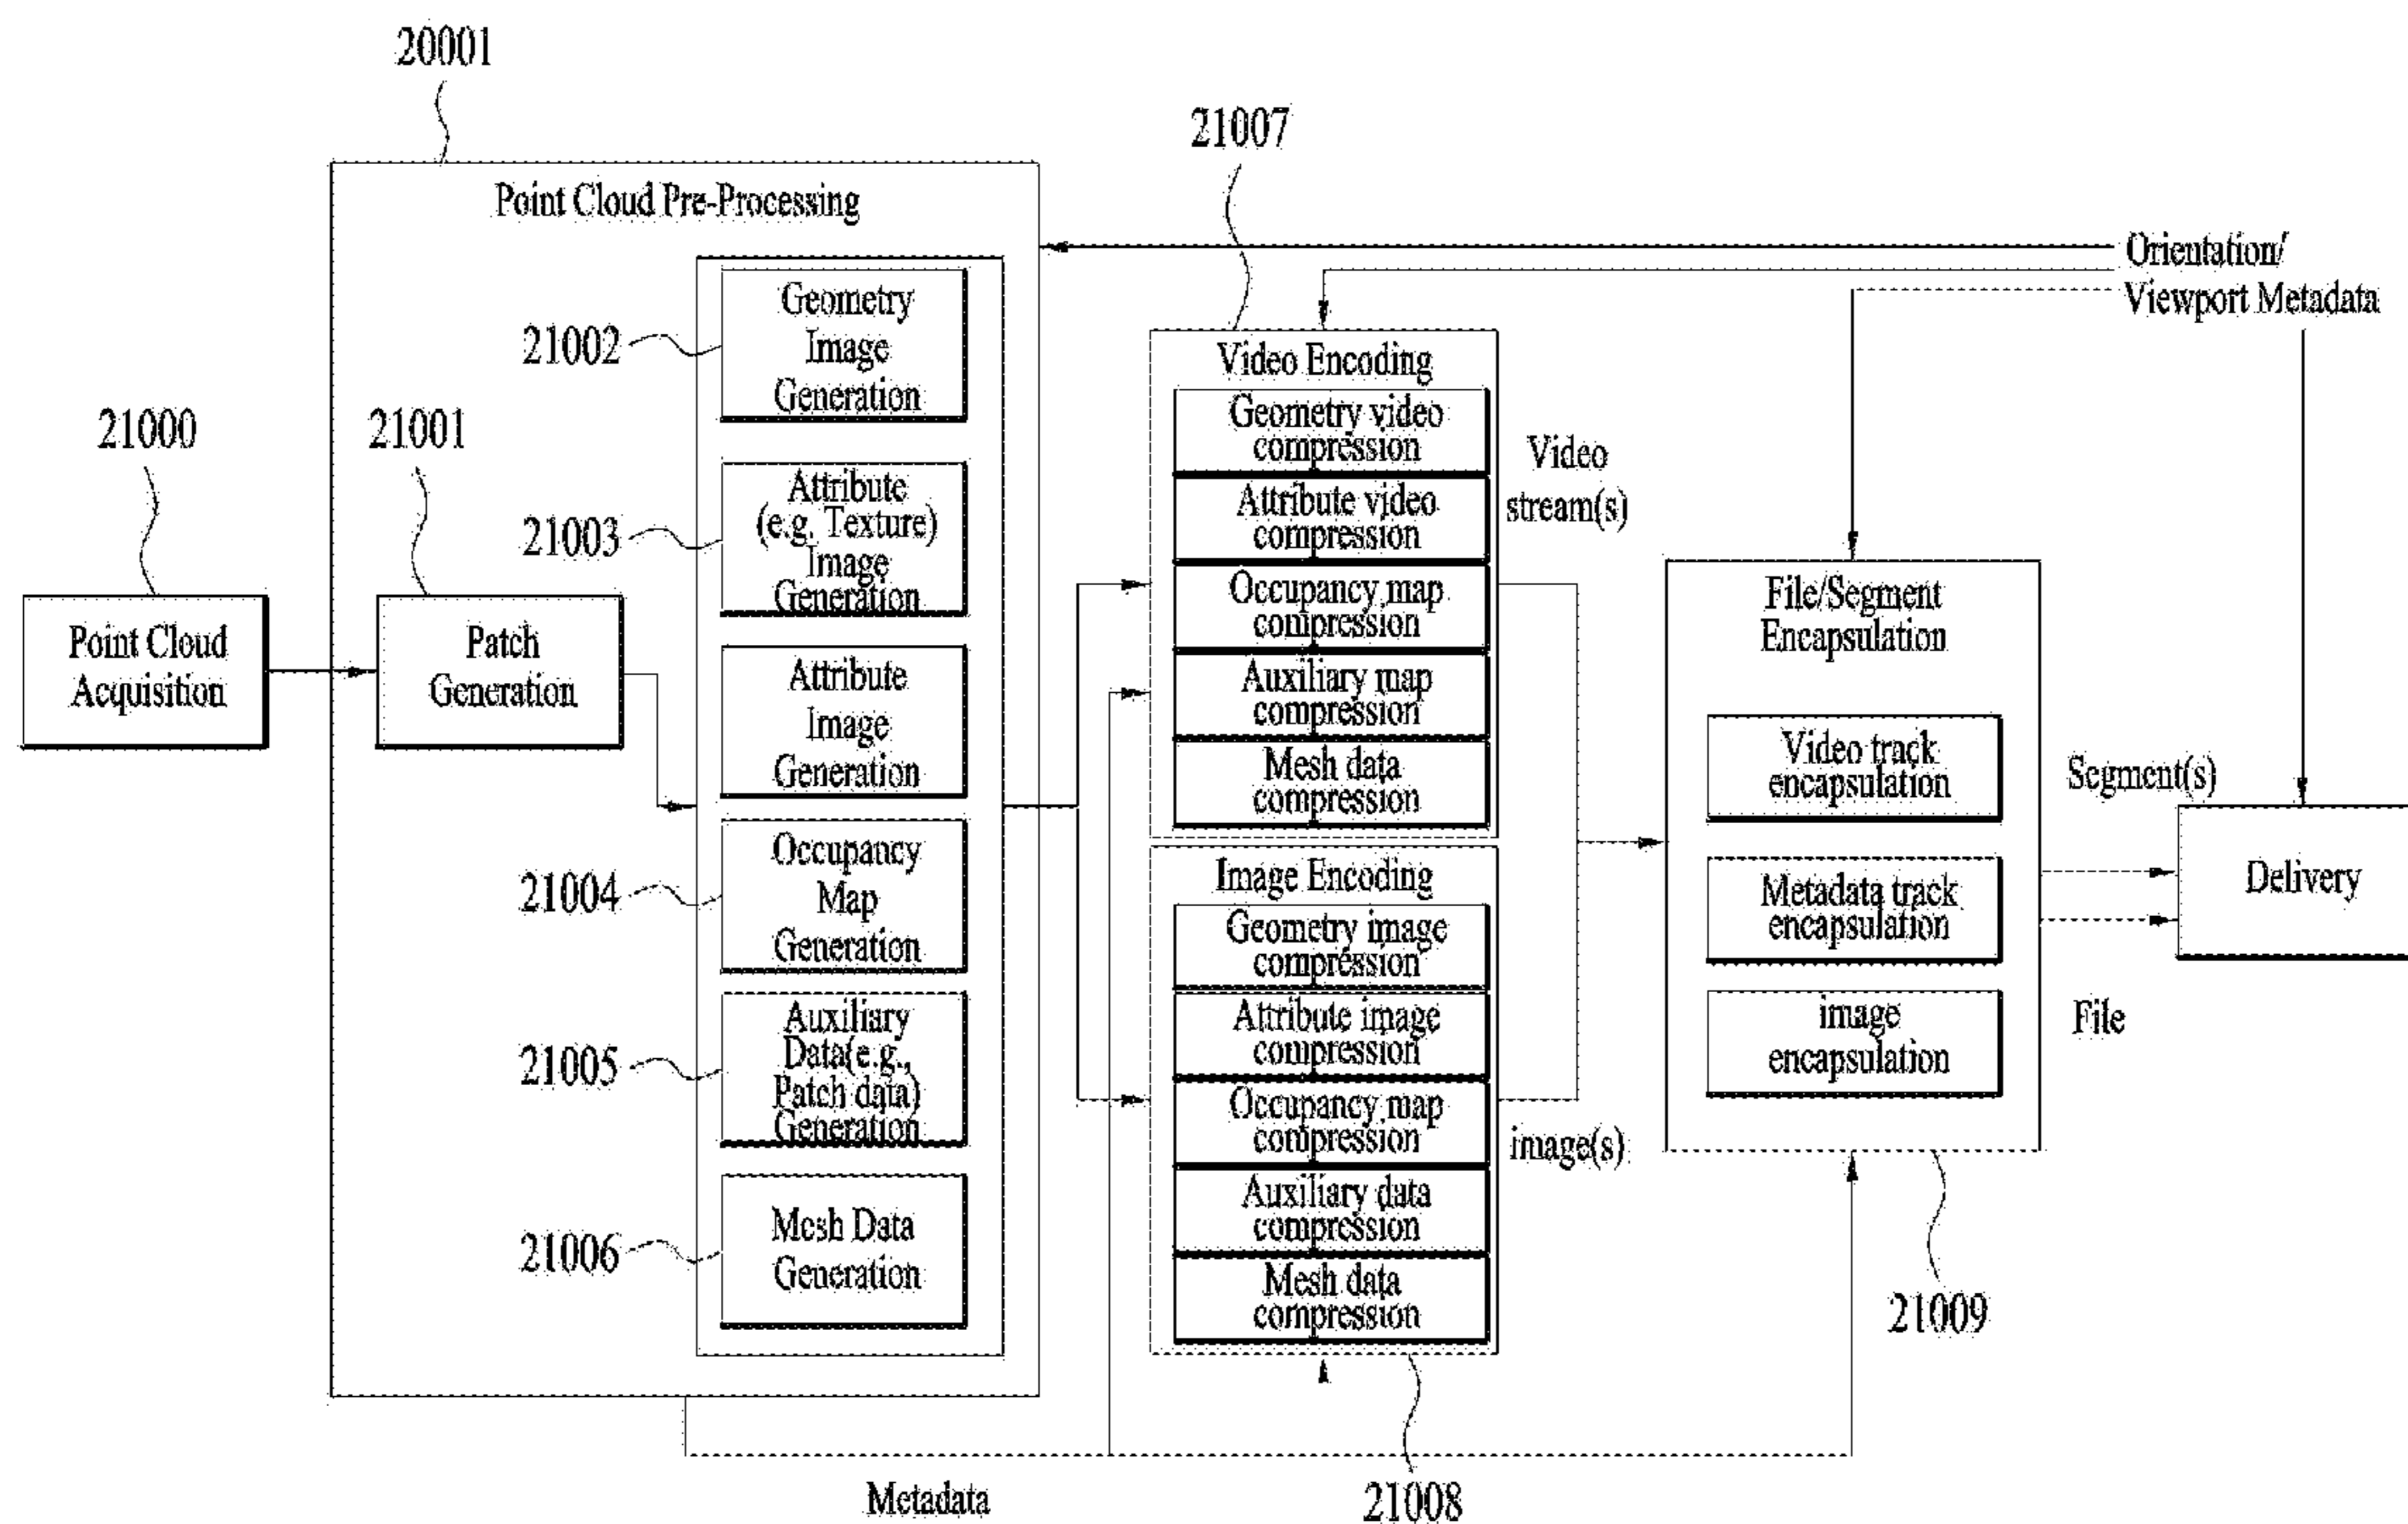 20001
Point Cloud Pre-Processing
21000
Point Cloud
Acquisition
21001
Patch
Generation
21002
Geometry
Image
Generation
21003
Attribute
(e.g. Texture)
Image
Generation
Attribute
Image
Generation
21004
Occupancy
Map
Generation
21005
Auxiliary
Data(e.g.,
Patch data)
Generation
21006
Mesh Data
Generation
Metadata
21007
Video Encoding
Geometry video
compression
Attribute video
compression
Occupancy map
compression
Auxiliary map
compression
Mesh data
compression
Image Encoding
Geometry image
compression
Attribute image
compression
Occupancy map
compression
Auxiliary data
compression
Mesh data
compression
21008
Video
stream(s)
image(s)
Orientation/
Viewport Metadata
File/Segment
Encapsulation
Video track
encapsulation
Metadata track
encapsulation
image
encapsulation
21009
Segment(s)
File
Delivery